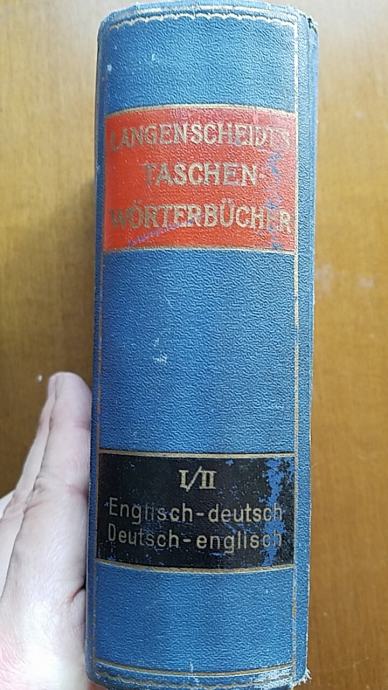 LANGENSCHEIDTS
TASCHEN-
WÖRTERBÜCHER
I/II
Englisch-deutsch
Deutsch-englisch